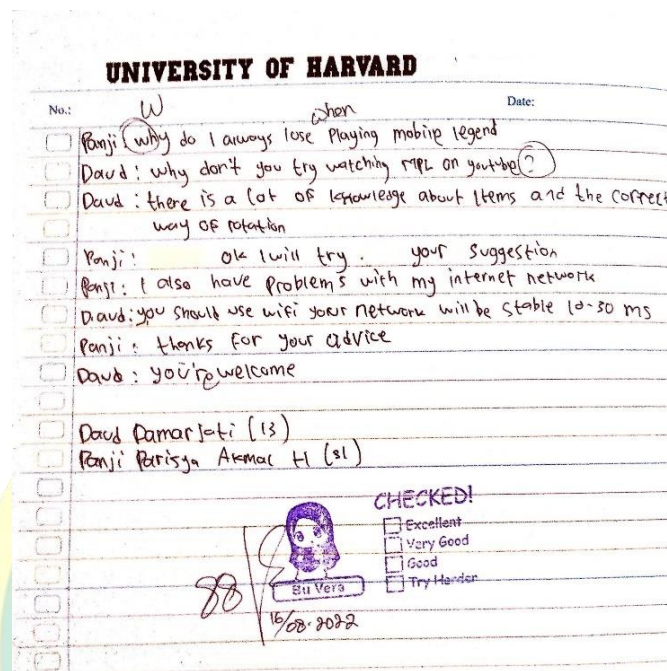 UNIVERSITY OF HARVARD
No.: W when Date:
Panji : why do I always lose Playing mobile legend
Daud : why don't you try watching MPL on youtube ?
Daud : there is a lot of knowledge about Items and the correct
way of rotation
Panji : ok I will try . your suggestion
Panji : I also have problems with my internet network
Daud : you should use wifi your network will be stable 10-30 ms
Panji : thanks for your advice
Daud : you're welcome
Daud Damarjati (13)
Panji Parisya Akmal H (31)
CHECKED!
Excellent
Very Good
Good
Try Harder
Bu Vera
88
16/08-2022